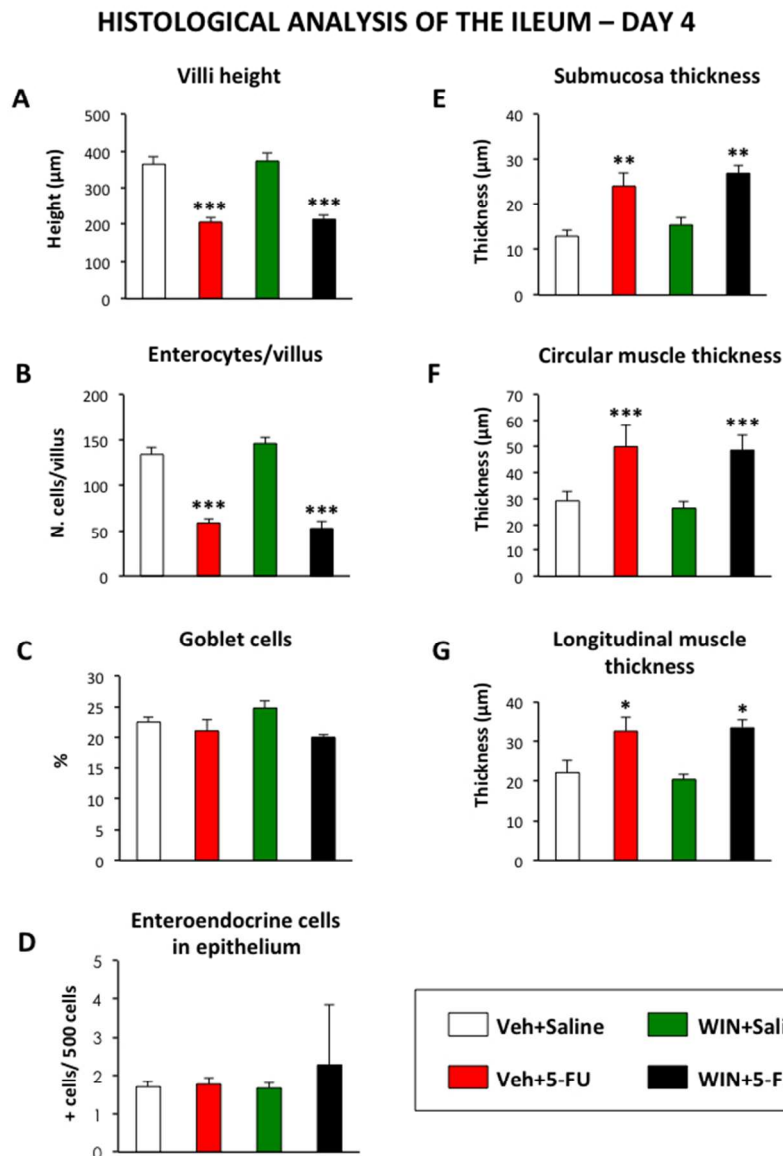 HISTOLOGICAL ANALYSIS OF THE ILEUM – DAY 4
A
Villi height
Height (µm)
500
400
300
200
100
0
***
***
B
Enterocytes/villus
N. cells/villus
200
150
100
50
0
***
***
C
Goblet cells
%
30
25
20
15
10
5
0
D
Enteroendocrine cells
in epithelium
+ cells/ 500 cells
5
4
3
2
1
0
E
Submucosa thickness
Thickness (µm)
40
30
20
10
0
**
**
F
Circular muscle thickness
Thickness (µm)
70
60
50
40
30
20
10
0
***
***
G
Longitudinal muscle
thickness
Thickness (µm)
40
30
20
10
0
*
*
Veh+Saline
WIN+Sali
Veh+5-FU
WIN+5-F